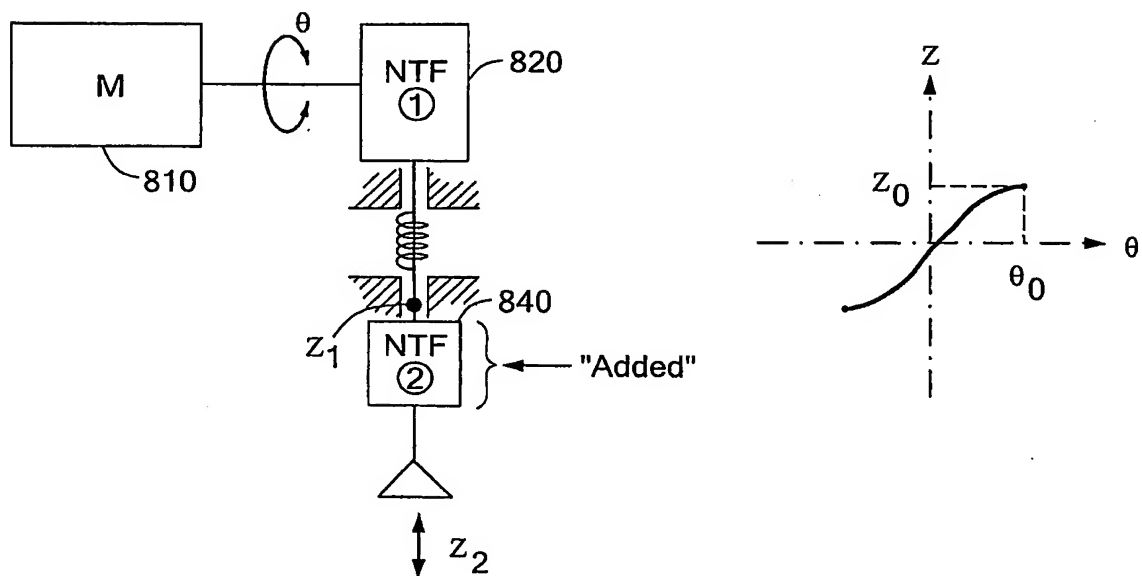 θ
M
NTF
①
820
810
Z
Z0
θ
θ0
840
Z1
NTF
②
"Added"
Z2